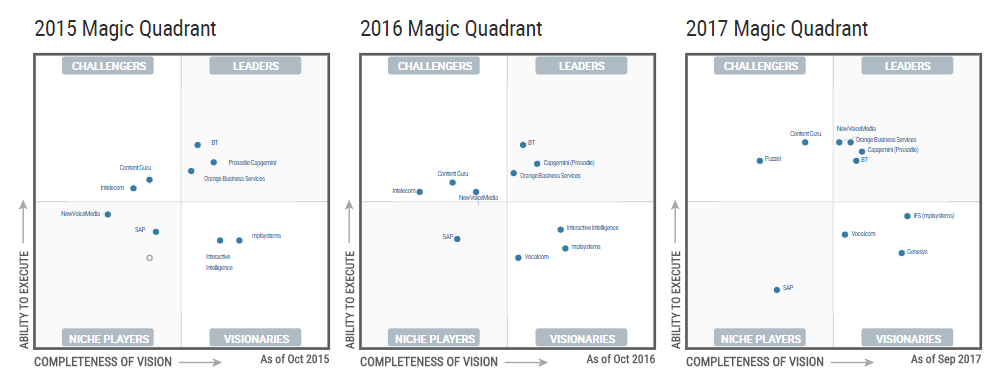 2015 Magic Quadrant
CHALLENGERS
LEADERS
BT
Prosodie Capgemini
Content Guru
Orange Business Services
Intelecom
NewVoiceMedia
SAP
mplsystems
Interactive
Intelligence
NICHE PLAYERS
VISIONARIES
ABILITY TO EXECUTE
COMPLETENESS OF VISION
As of Oct 2015
2016 Magic Quadrant
CHALLENGERS
LEADERS
BT
Capgemini (Prosodie)
Content Guru
Orange Business Services
Intelecom
NewVoiceMedia
Interactive Intelligence
SAP
mplsystems
Vocalcom
NICHE PLAYERS
VISIONARIES
ABILITY TO EXECUTE
COMPLETENESS OF VISION
As of Oct 2016
2017 Magic Quadrant
CHALLENGERS
LEADERS
NewVoiceMedia
Content Guru
Orange Business Services
Capgemini (Prosodie)
Puzzel
BT
IFS (mplsystems)
Vocalcom
Genesys
SAP
NICHE PLAYERS
VISIONARIES
ABILITY TO EXECUTE
COMPLETENESS OF VISION
As of Sep 2017